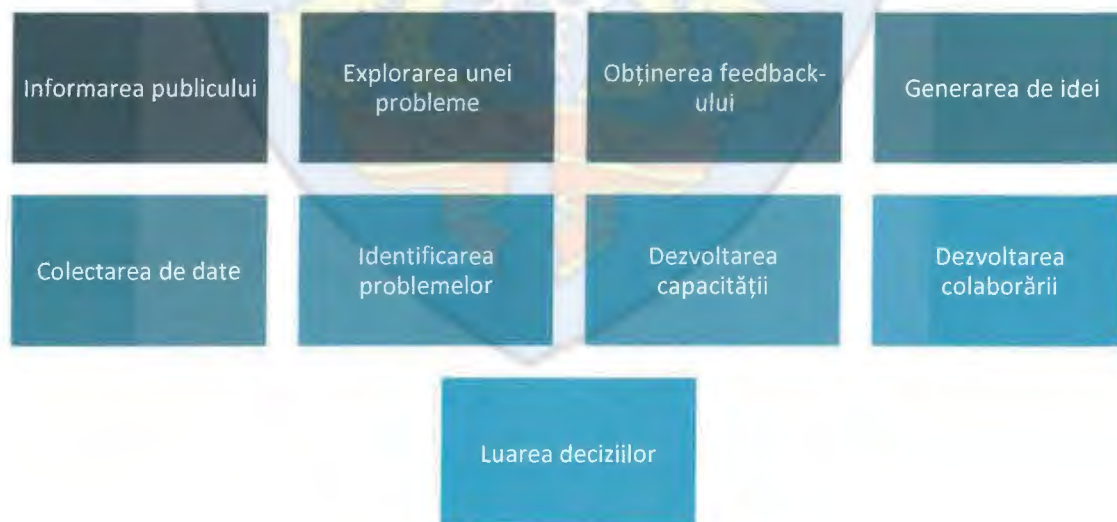 Informarea publicului
Explorarea unei
probleme
Obținerea feedback-
ului
Generarea de idei
Colectarea de date
Identificarea
problemelor
Dezvoltarea
capacității
Dezvoltarea
colaborării
Luarea deciziilor